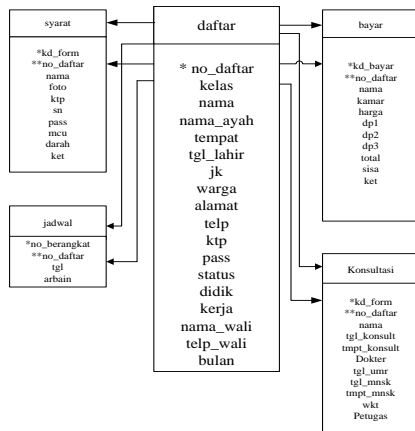 syarat
*kd_form
**no_daftar
nama
foto
ktp
sn
pass
mcu
darah
ket
jadwal
*no_berangkat
**no_daftar
tgl
arbain
daftar
* no_daftar
kelas
nama
nama_ayah
tempat
tgl_lahir
jk
warga
alamat
telp
ktp
pass
status
didik
kerja
nama_wali
telp_wali
bulan
bayar
*kd_bayar
**no_daftar
nama
kamar
harga
dp1
dp2
dp3
total
sisa
ket
Konsultasi
*kd_form
**no_daftar
nama
tgl_konsult
tmpt_konsult
Dokter
tgl_umr
tgl_mnsk
tmpt_mnsk
wkt
Petugas